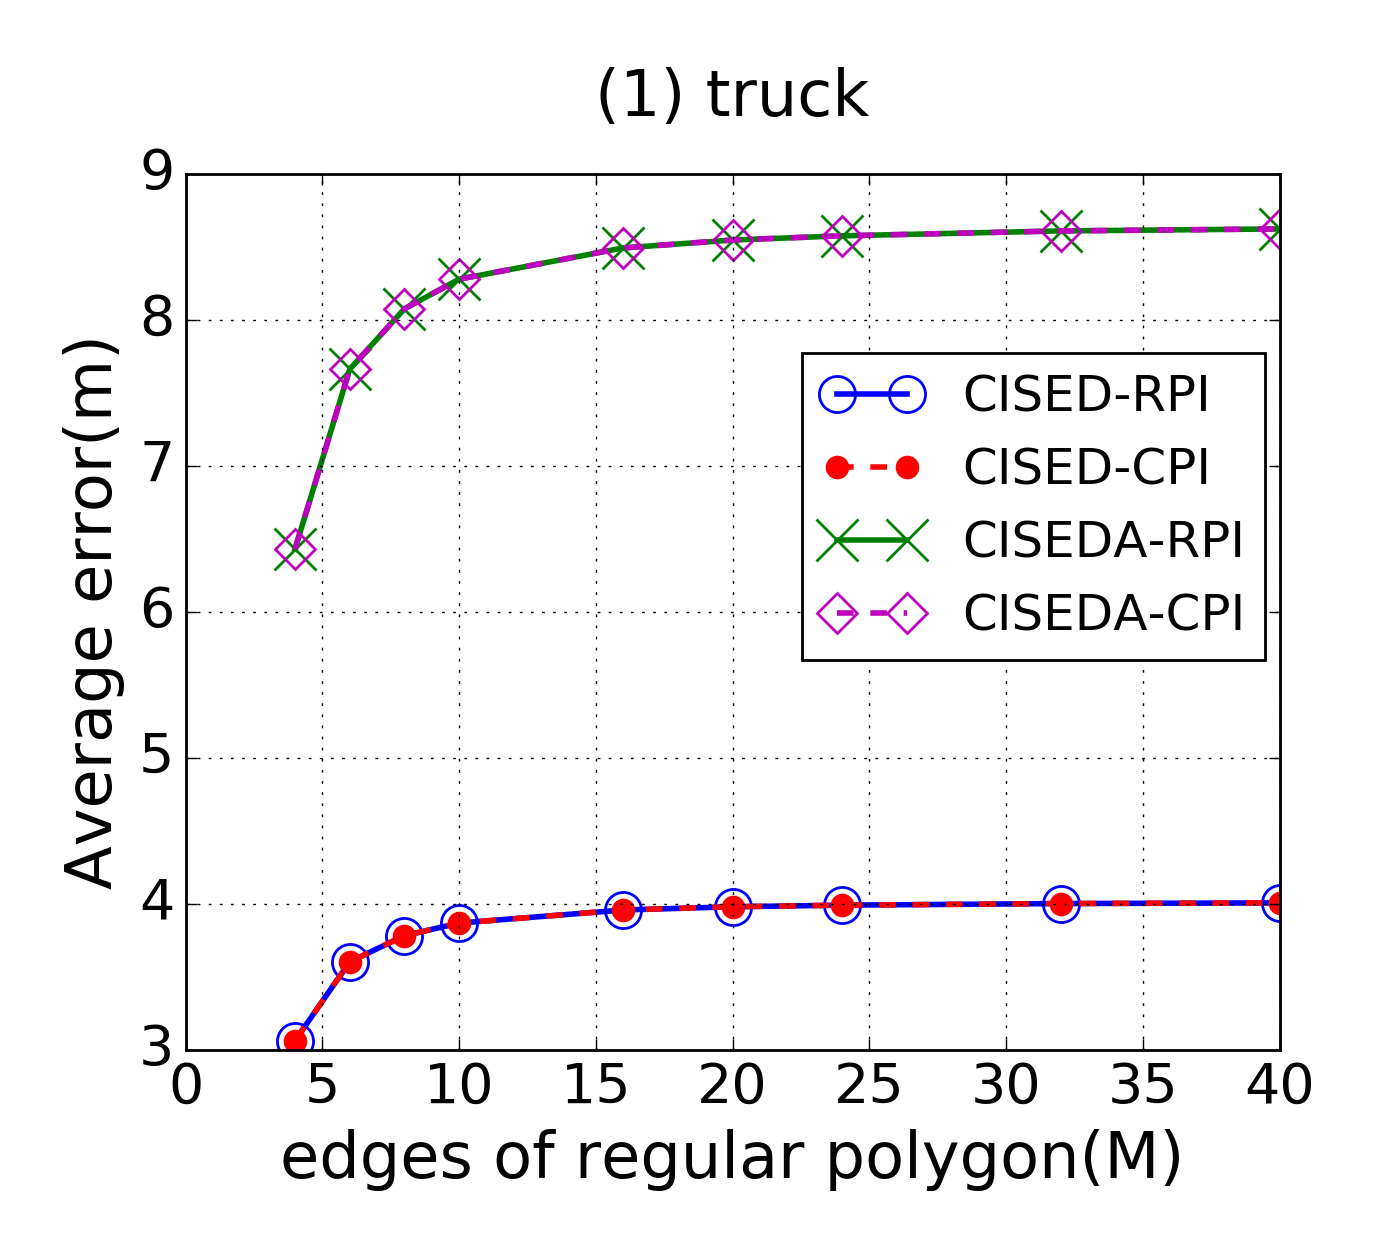 (1) truck
9
8
7
6
5
4
3
Average error(m)
CISED-RPI
CISED-CPI
CISEDA-RPI
CISEDA-CPI
0 5 10 15 20 25 30 35 40
edges of regular polygon(M)